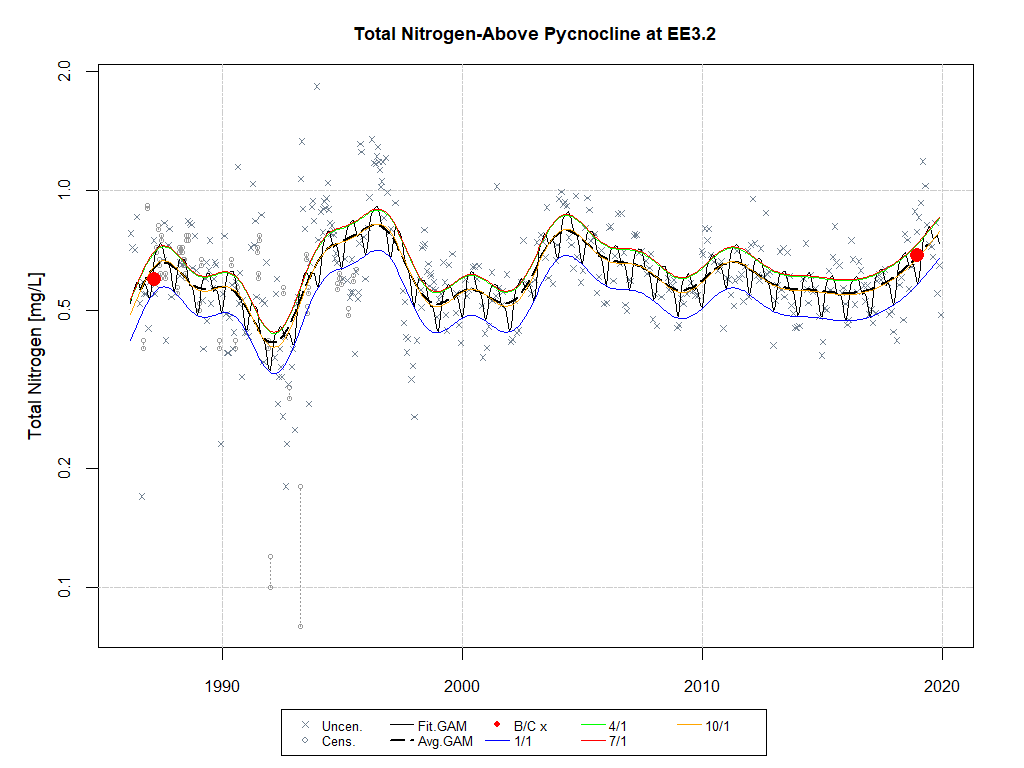 Total Nitrogen-Above Pycnocline at EE3.2
Total Nitrogen [mg/L]
2.0
1.0
0.5
0.2
0.1
1990 2000 2010 2020
Uncen. Fit.GAM B/C x 4/1 10/1
Cens. Avg.GAM 1/1 7/1